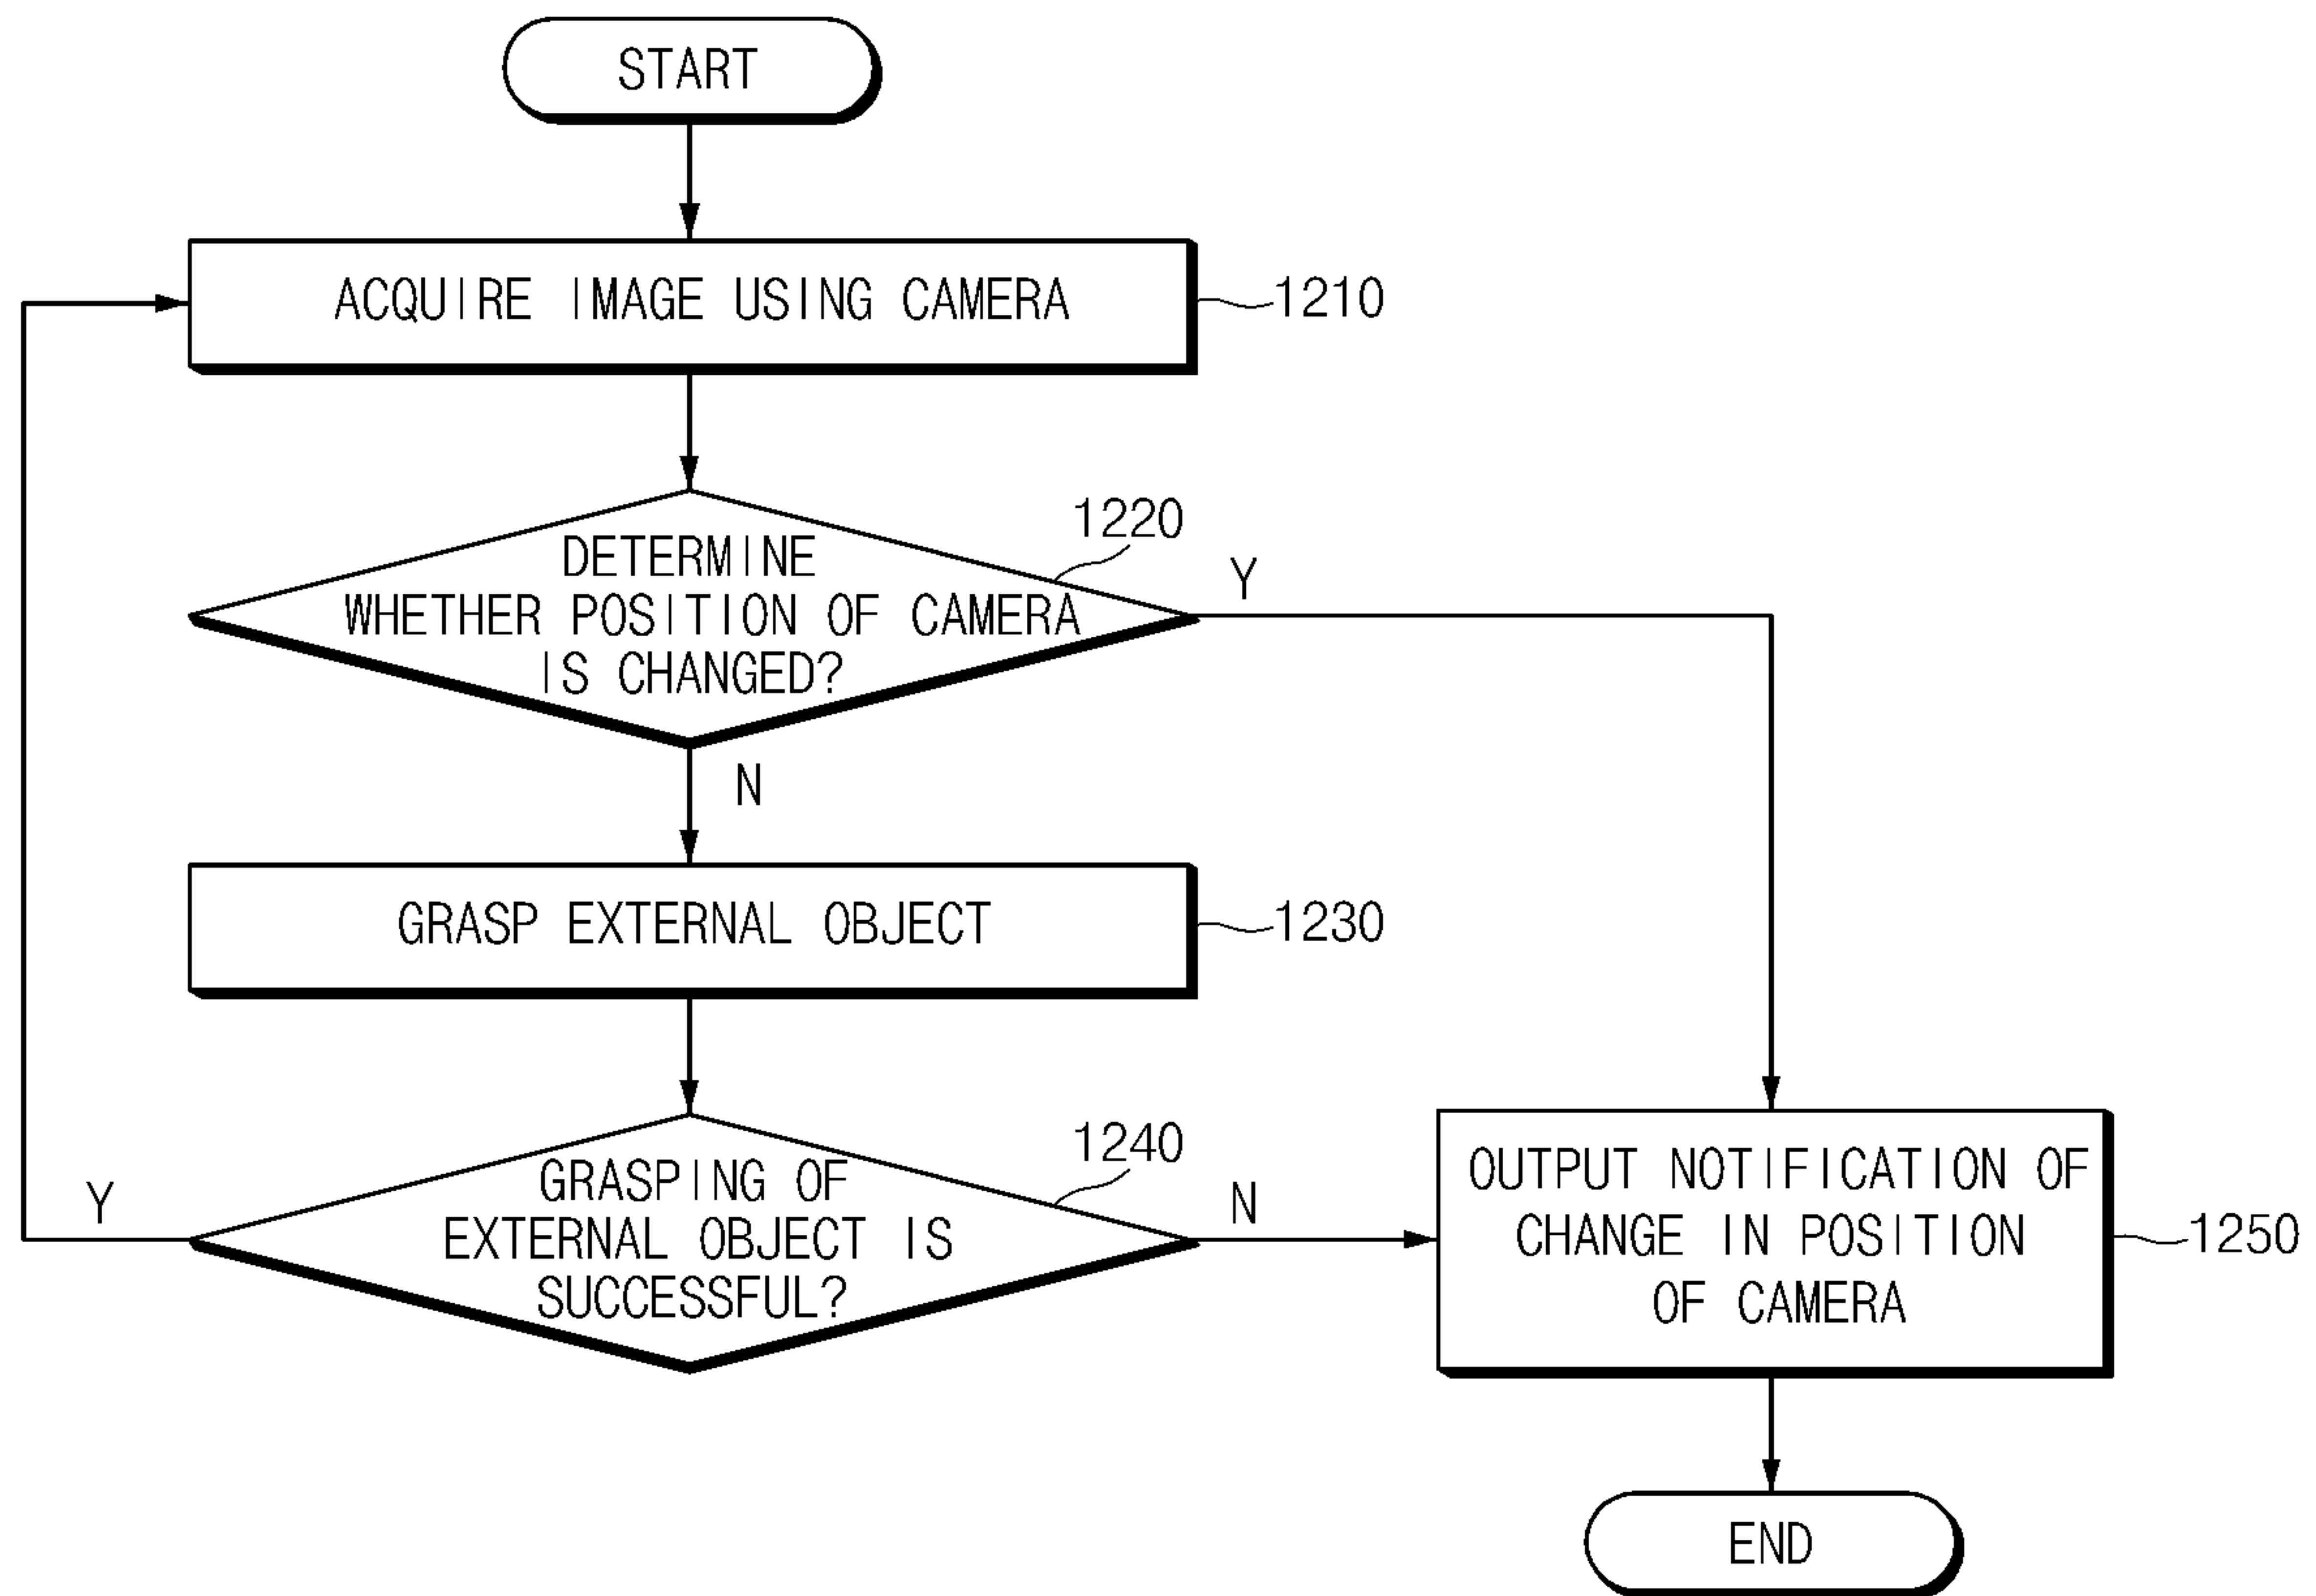 START
ACQUIRE IMAGE USING CAMERA
1210
1220
DETERMINE
WHETHER POSITION OF CAMERA
IS CHANGED?
Y
N
GRASP EXTERNAL OBJECT
1230
1240
GRASPING OF
EXTERNAL OBJECT IS
SUCCESSFUL?
Y
N
OUTPUT NOTIFICATION OF
CHANGE IN POSITION
OF CAMERA
1250
END